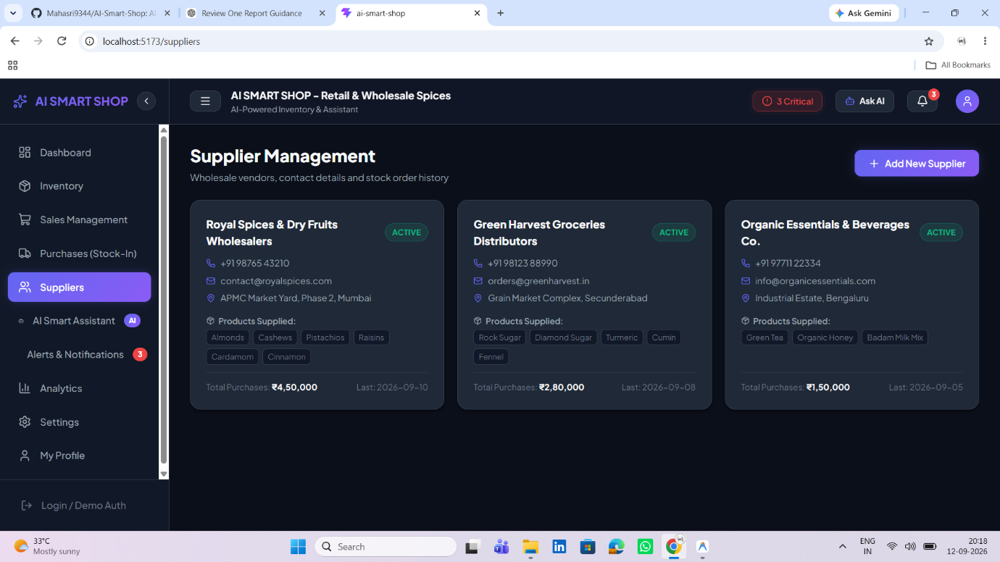 Mahasri9344/AI-Smart-Shop: AI
Review One Report Guidance
ai-smart-shop
Ask Gemini
localhost:5173/suppliers
All Bookmarks
AI SMART SHOP
AI SMART SHOP - Retail & Wholesale Spices
AI-Powered Inventory & Assistant
3 Critical
Ask AI
3
Dashboard
Inventory
Sales Management
Purchases (Stock-In)
Suppliers
AI Smart Assistant AI
Alerts & Notifications 3
Analytics
Settings
My Profile
Login / Demo Auth
Supplier Management
Wholesale vendors, contact details and stock order history
+ Add New Supplier
Royal Spices & Dry Fruits
Wholesalers
ACTIVE
+91 98765 43210
contact@royalspices.com
APMC Market Yard, Phase 2, Mumbai
Products Supplied:
Almonds Cashews Pistachios Raisins
Cardamom Cinnamon
Total Purchases: ₹4,50,000 Last: 2026-09-10
Green Harvest Groceries
Distributors
ACTIVE
+91 98123 88990
orders@greenharvest.in
Grain Market Complex, Secunderabad
Products Supplied:
Rock Sugar Diamond Sugar Turmeric Cumin
Fennel
Total Purchases: ₹2,80,000 Last: 2026-09-08
Organic Essentials & Beverages
Co.
ACTIVE
+91 97711 22334
info@organicessentials.com
Industrial Estate, Bengaluru
Products Supplied:
Green Tea Organic Honey Badam Milk Mix
Total Purchases: ₹1,50,000 Last: 2026-09-05
33°C
Mostly sunny
Search
ENG
IN
20:18
12-09-2026